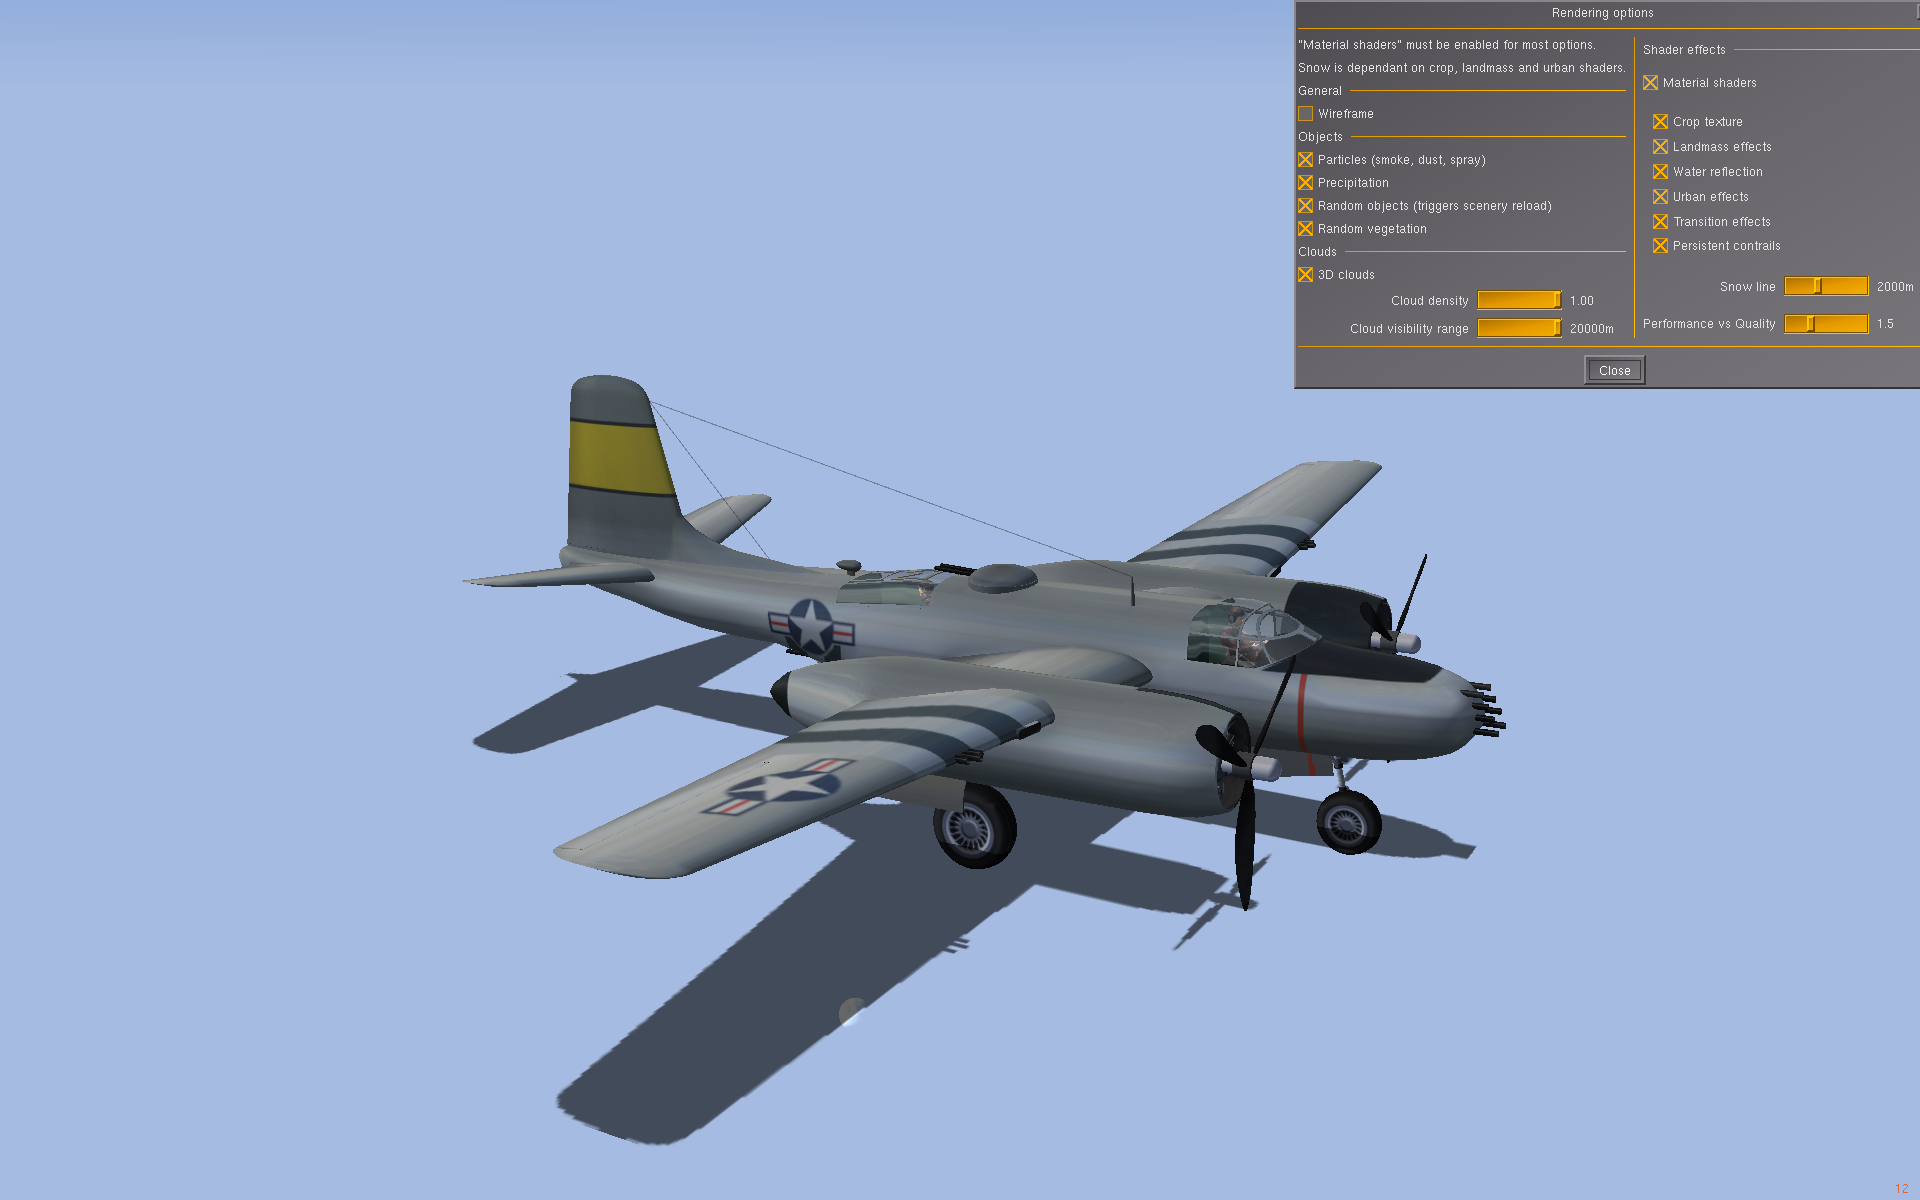 Rendering options
"Material shaders" must be enabled for most options.
Snow is dependant on crop, landmass and urban shaders.
General
Wireframe
Objects
Particles (smoke, dust, spray)
Precipitation
Random objects (triggers scenery reload)
Random vegetation
Clouds
3D clouds
Cloud density 1.00
Cloud visibility range 20000m
Shader effects
Material shaders
Crop texture
Landmass effects
Water reflection
Urban effects
Transition effects
Persistent contrails
Snow line 2000m
Performance vs Quality 1.5
Close
12